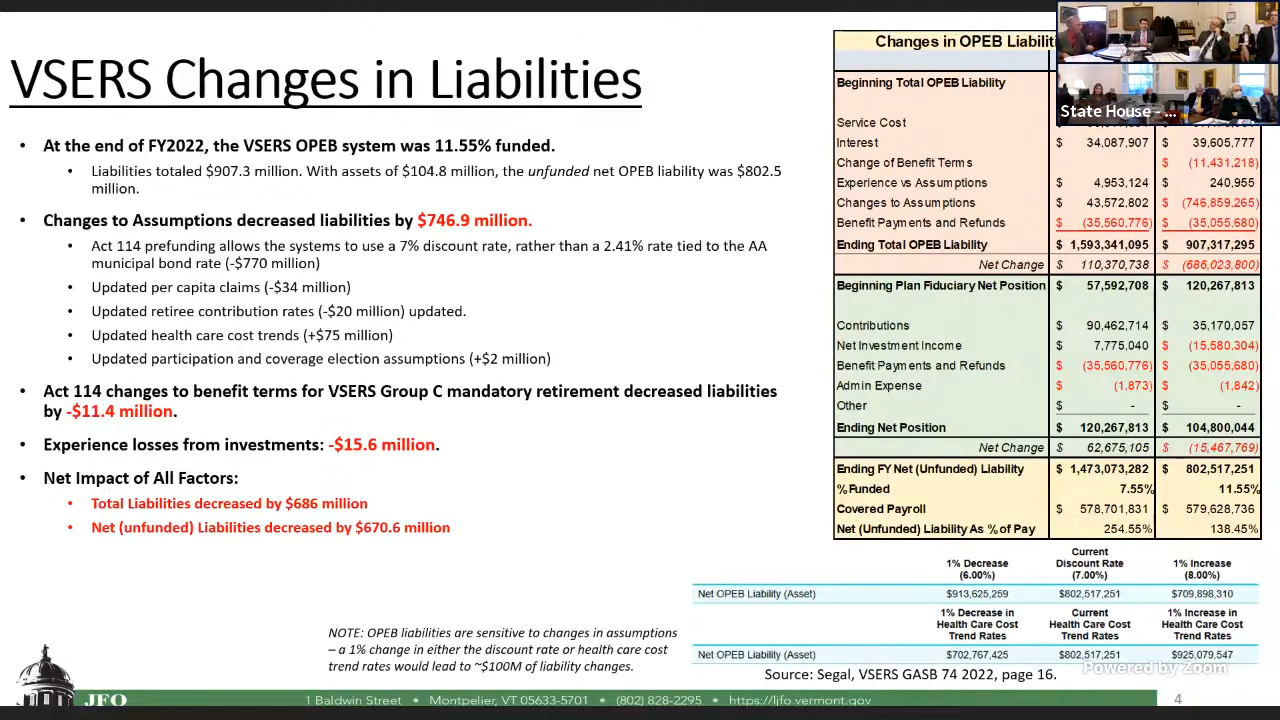 VSERS Changes in Liabilities
• At the end of FY2022, the VSERS OPEB system was 11.55% funded.
• Liabilities totaled $907.3 million. With assets of $104.8 million, the unfunded net OPEB liability was $802.5
million.
• Changes to Assumptions decreased liabilities by $746.9 million.
• Act 114 prefunding allows the systems to use a 7% discount rate, rather than a 2.41% rate tied to the AA
municipal bond rate (-$770 million)
• Updated per capita claims (-$34 million)
• Updated retiree contribution rates (-$20 million) updated.
• Updated health care cost trends (+$75 million)
• Updated participation and coverage election assumptions (+$2 million)
• Act 114 changes to benefit terms for VSERS Group C mandatory retirement decreased liabilities
by -$11.4 million.
• Experience losses from investments: -$15.6 million.
• Net Impact of All Factors:
• Total Liabilities decreased by $686 million
• Net (unfunded) Liabilities decreased by $670.6 million
NOTE: OPEB liabilities are sensitive to changes in assumptions
– a 1% change in either the discount rate or health care cost
trend rates would lead to ~$100M of liability changes.
Changes in OPEB
Beginning Total OPEB Liability
Service Cost
Interest $ 34,087,907 $ 39,605,777
Change of Benefit Terms $ (11,431,218)
Experience vs Assumptions $ 4,953,124 $ 240,955
Changes to Assumptions $ 43,572,802 $ (746,859,265)
Benefit Payments and Refunds $ (35,560,776) $ (35,055,680)
Ending Total OPEB Liability $ 1,593,341,095 $ 907,317,295
Net Change $ 110,370,738 $ (686,023,800)
Beginning Plan Fiduciary Net Position $ 57,592,708 $ 120,267,813
Contributions $ 90,462,714 $ 35,170,057
Net Investment Income $ 7,775,040 $ (15,580,304)
Benefit Payments and Refunds $ (35,560,776) $ (35,055,680)
Admin Expense $ (1,873) $ (1,842)
Other $ - $ -
Ending Net Position $ 120,267,813 $ 104,800,044
Net Change $ 62,675,105 $ (15,467,769)
Ending FY Net (Unfunded) Liability $ 1,473,073,282 $ 802,517,251
%Funded 7.55% 11.55%
Covered Payroll $ 578,701,831 $ 579,628,736
Net (Unfunded) Liability As % of Pay 254.55% 138.45%
1% Decrease
(6.00%)
Current
Discount Rate
(7.00%)
1% Increase
(8.00%)
Net OPEB Liability (Asset) $913,625,259 $802,517,251 $709,898,310
1% Decrease in
Health Care Cost
Trend Rates
Current
Health Care Cost
Trend Rates
1% Increase in
Health Care Cost
Trend Rates
Net OPEB Liability (Asset) $702,767,425 $802,517,251 $925,079,547
Source: Segal, VSERS GASB 74 2022, page 16.
State House - ...
Powered by Zoom
JFO
1 Baldwin Street • Montpelier, VT 05633-5701 • (802) 828-2295 • https://ljfo.vermont.gov
4